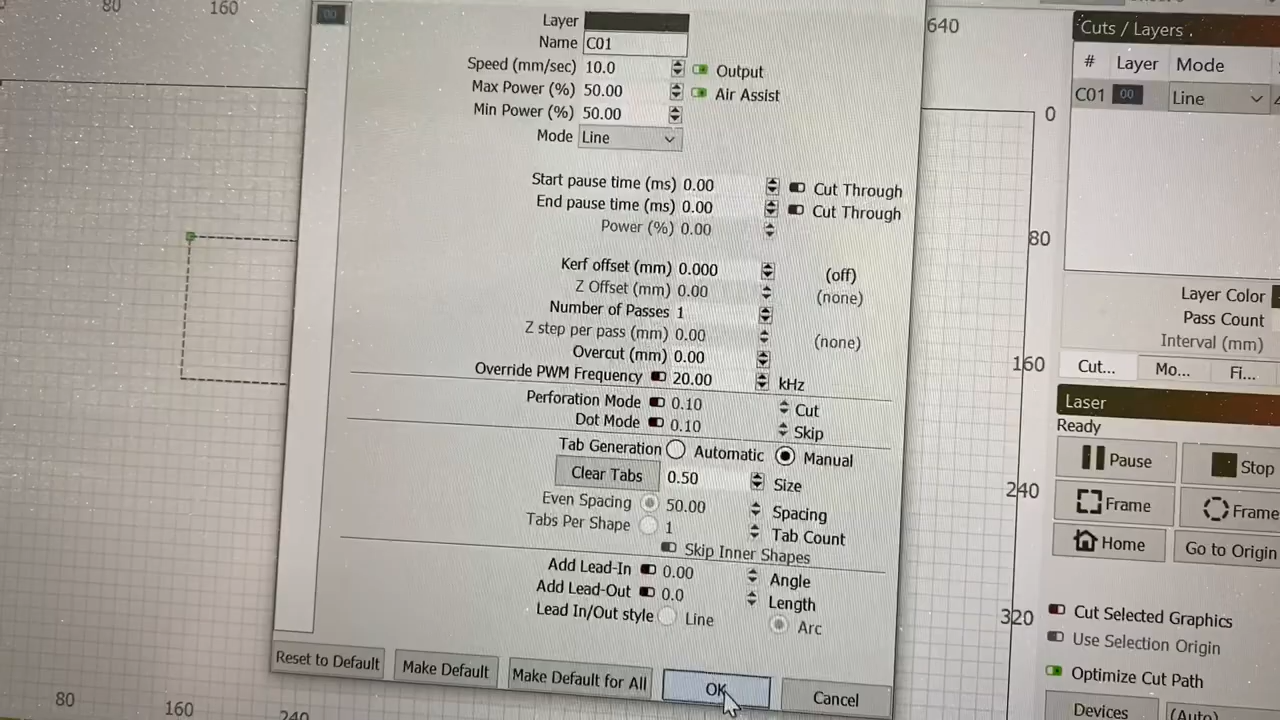 80
160
640
00
Layer
Name C01
Speed (mm/sec) 10.0 Output
Max Power (%) 50.00 Air Assist
Min Power (%) 50.00
Mode Line
Start pause time (ms) 0.00 Cut Through
End pause time (ms) 0.00 Cut Through
Power (%) 0.00
Kerf offset (mm) 0.000 (off)
Z Offset (mm) 0.00 (none)
Number of Passes 1
Z step per pass (mm) 0.00 (none)
Overcut (mm) 0.00
Override PWM Frequency 20.00 kHz
Perforation Mode 0.10 Cut
Dot Mode 0.10 Skip
Tab Generation Automatic Manual
Clear Tabs 0.50 Size
Even Spacing 50.00 Spacing
Tabs Per Shape 1 Tab Count
Skip Inner Shapes
Add Lead-In 0.00 Angle
Add Lead-Out 0.0 Length
Lead In/Out style Line Arc
Reset to Default Make Default Make Default for All OK Cancel
0
80
160
240
320
80 160 240
Cuts / Layers
# Layer Mode
C01 00 Line
Layer Color
Pass Count
Interval (mm)
Cut... Mo... Fi...
Laser
Ready
Pause Stop
Frame Frame
Home Go to Origin
Cut Selected Graphics
Use Selection Origin
Optimize Cut Path
Devices (Auto)